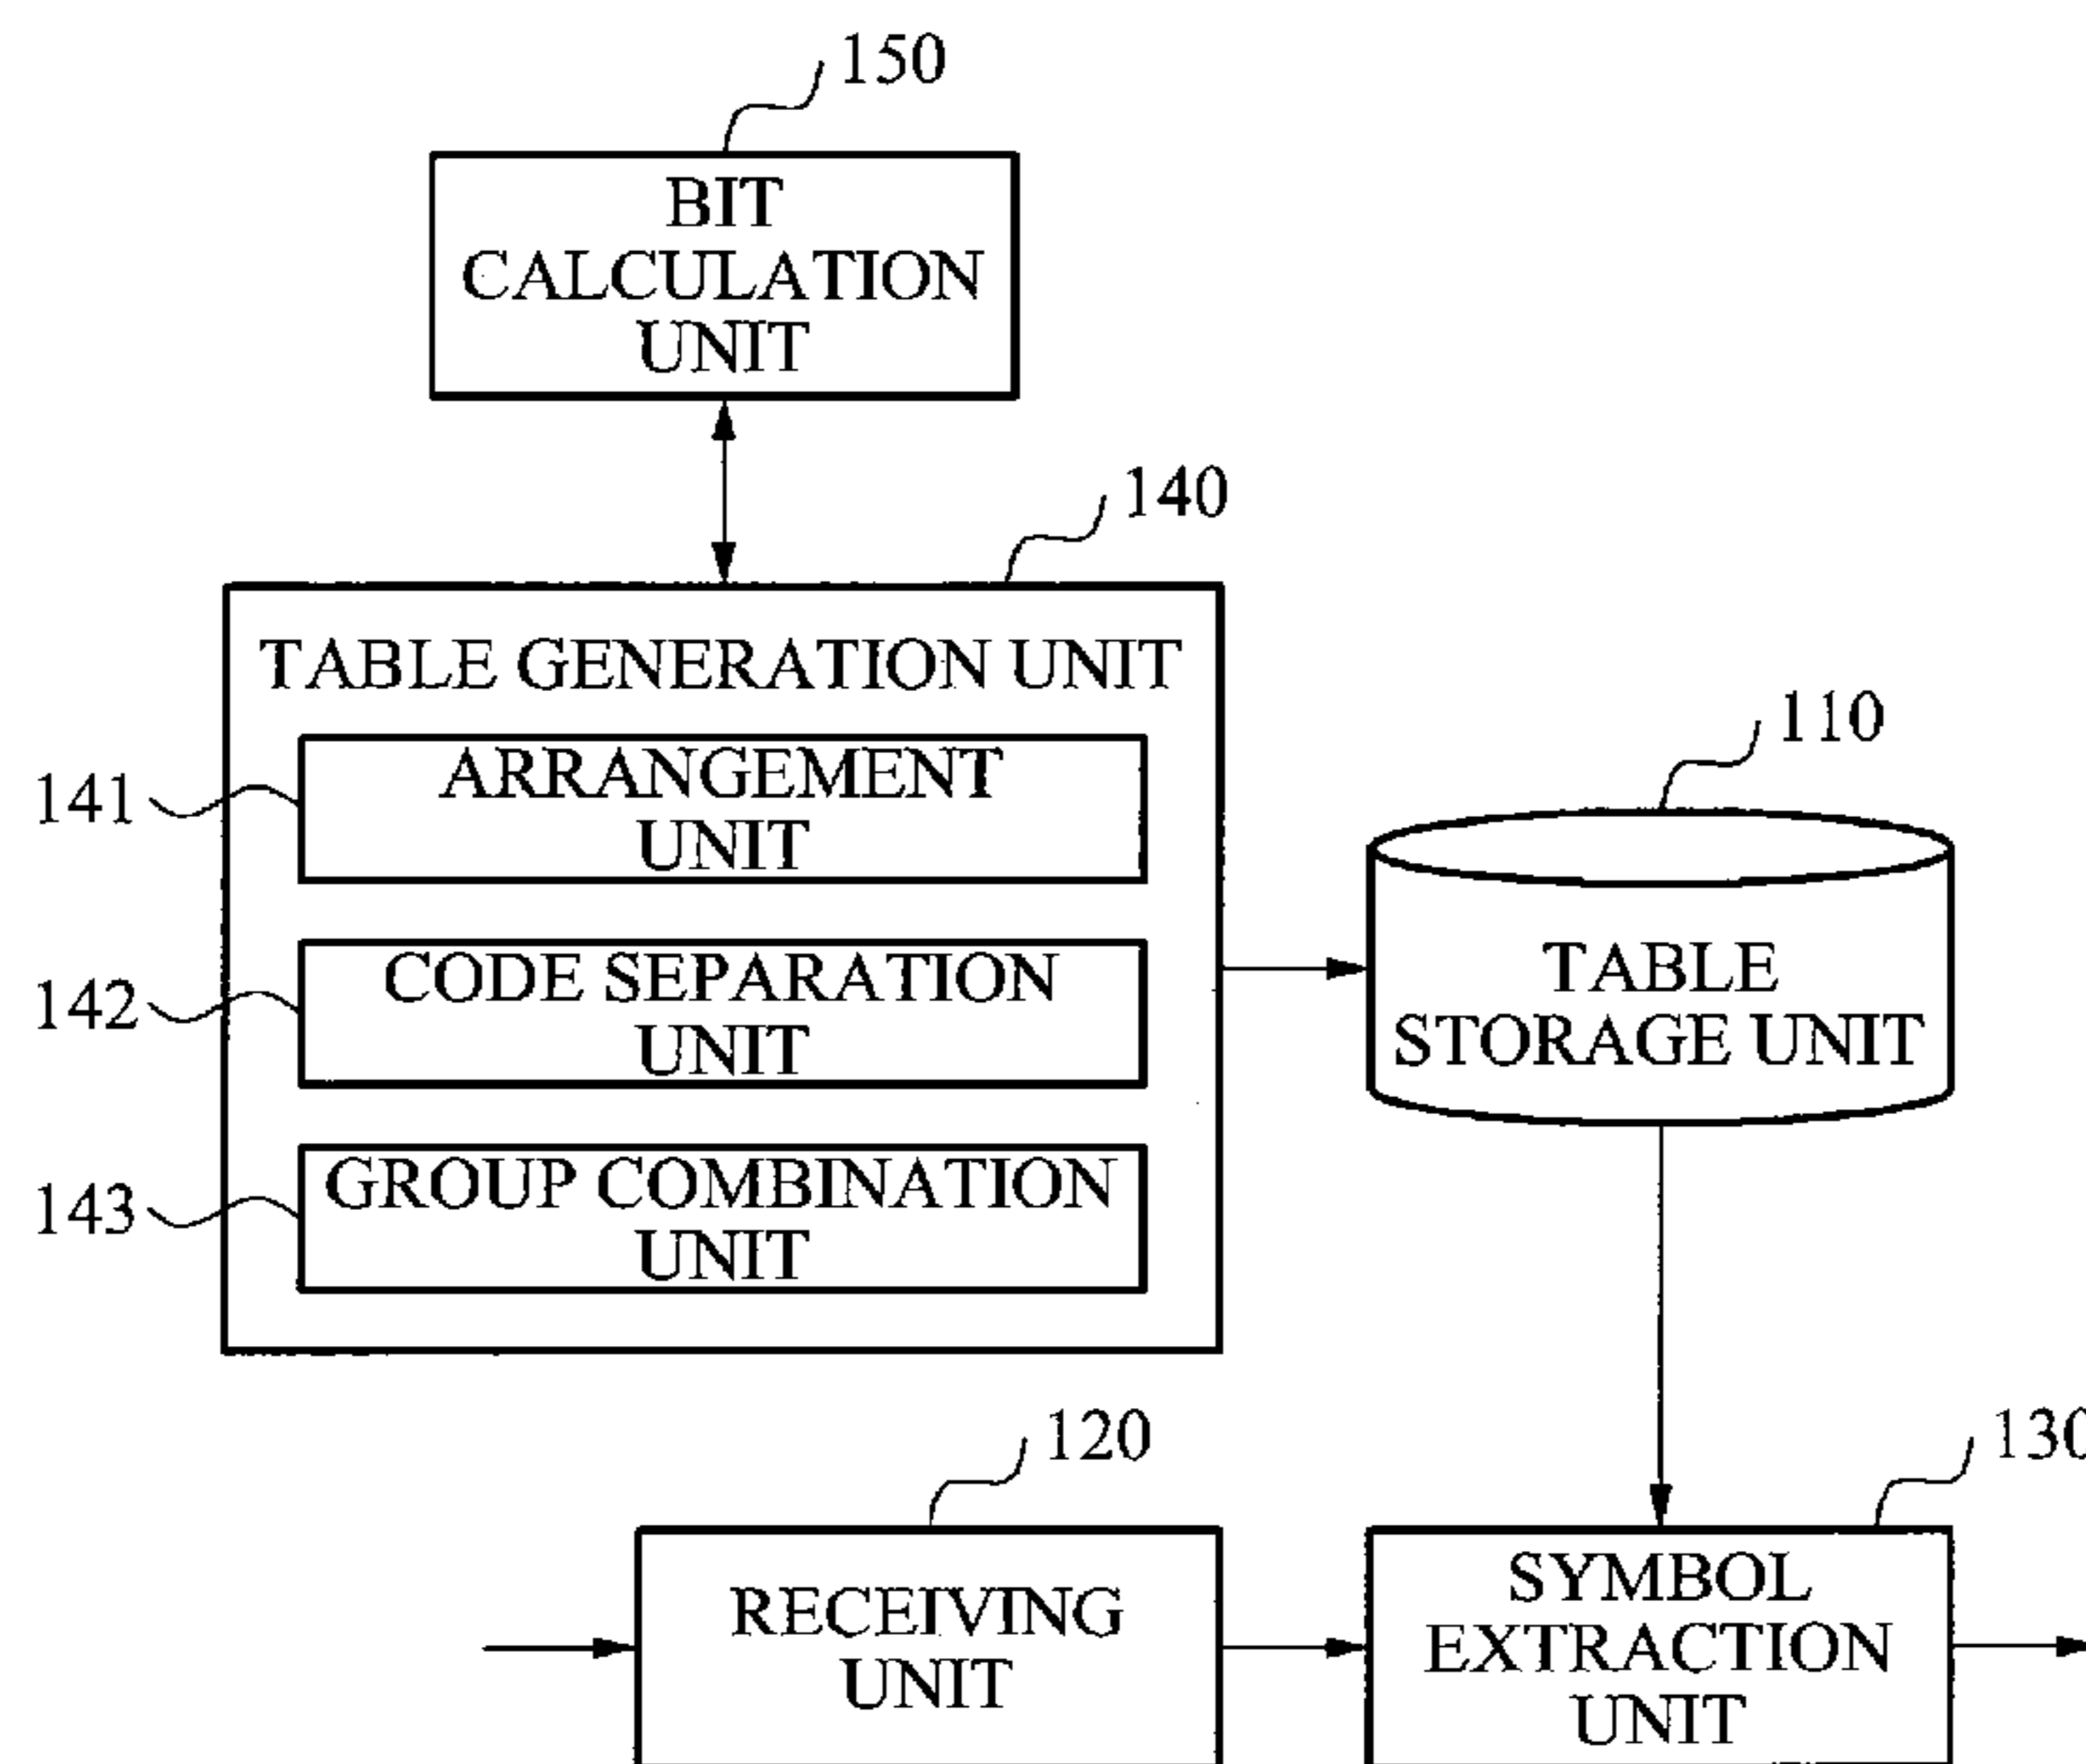 150
BIT
CALCULATION
UNIT
140
TABLE GENERATION UNIT
110
141
ARRANGEMENT
UNIT
142
CODE SEPARATION
UNIT
TABLE
STORAGE UNIT
143
GROUP COMBINATION
UNIT
120
130
RECEIVING
UNIT
SYMBOL
EXTRACTION
UNIT